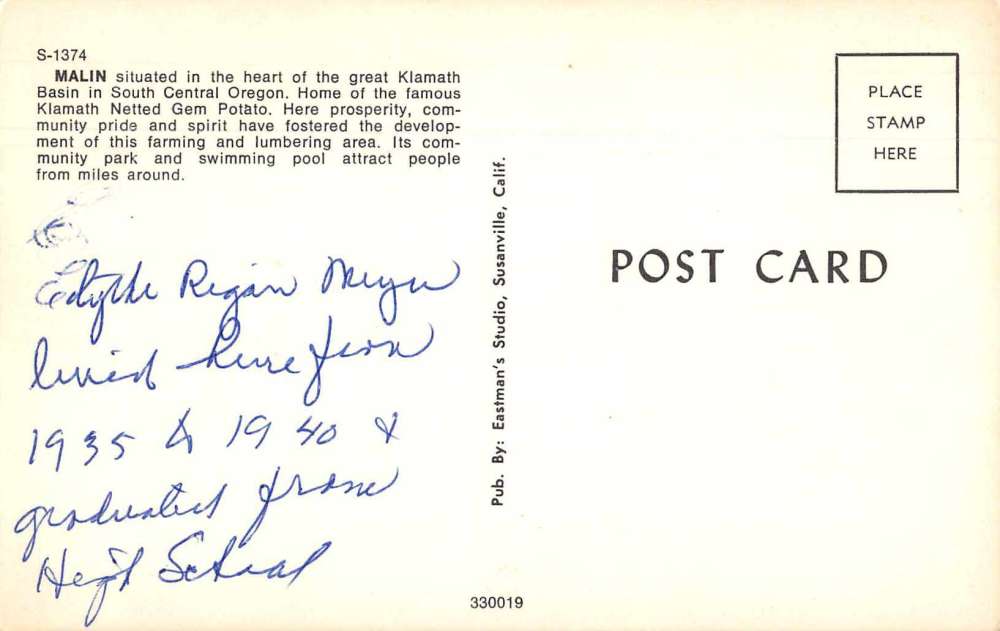 S-1374
MALIN situated in the heart of the great Klamath
Basin in South Central Oregon. Home of the famous
Klamath Netted Gem Potato. Here prosperity, com-
munity pride and spirit have fostered the develop-
ment of this farming and lumbering area. Its com-
munity park and swimming pool attract people
from miles around.
Edythe Regan Meyer
lived here from
1935 to 1940 &
graduated from
High School
Pub. By: Eastman's Studio, Susanville, Calif.
330019
PLACE
STAMP
HERE
POST CARD